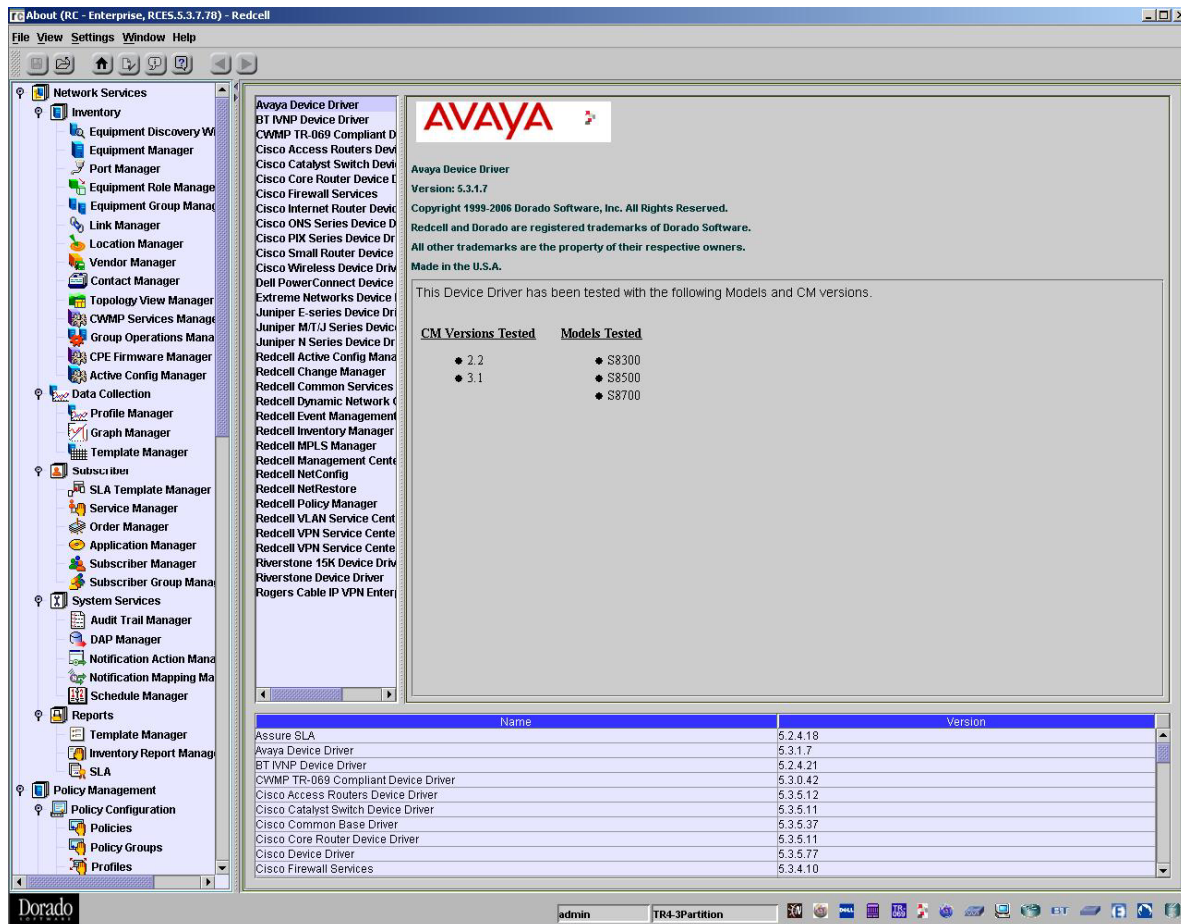 About (RC - Enterprise, RCE5.5.3.7.78) - Redcell
File View Settings Window Help
Network Services
Inventory
Equipment Discovery Wi
Equipment Manager
Port Manager
Equipment Role Manage
Equipment Group Manag
Link Manager
Location Manager
Vendor Manager
Contact Manager
Topology View Manager
CWMP Services Manage
Group Operations Mana
CPE Firmware Manager
Active Config Manager
Data Collection
Profile Manager
Graph Manager
Template Manager
Subscriber
SLA Template Manager
Service Manager
Order Manager
Application Manager
Subscriber Manager
Subscriber Group Mana
System Services
Audit Trail Manager
DAP Manager
Notification Action Mana
Notification Mapping Ma
Schedule Manager
Reports
Template Manager
Inventory Report Manag
SLA
Policy Management
Policy Configuration
Policies
Policy Groups
Profiles
Avaya Device Driver
BT IVNP Device Driver
CWMP TR-069 Compliant D
Cisco Access Routers Devi
Cisco Catalyst Switch Devi
Cisco Core Router Device D
Cisco Firewall Services
Cisco Internet Router Devic
Cisco ONS Series Device D
Cisco PIX Series Device Dr
Cisco Small Router Device
Cisco Wireless Device Driv
Dell PowerConnect Device
Extreme Networks Device
Juniper E-series Device Dri
Juniper M/T/J Series Devic
Juniper N Series Device Dr
Redcell Active Config Mana
Redcell Change Manager
Redcell Common Services
Redcell Dynamic Network
Redcell Event Management
Redcell Inventory Manager
Redcell MPLS Manager
Redcell Management Cente
Redcell NetConfig
Redcell NetRestore
Redcell Policy Manager
Redcell VLAN Service Cent
Redcell VPN Service Cente
Redcell VPN Service Cente
Riverstone 15K Device Driv
Riverstone Device Driver
Rogers Cable IP VPN Enter
AVAYA
Avaya Device Driver
Version: 5.3.1.7
Copyright 1999-2006 Dorado Software, Inc. All Rights Reserved.
Redcell and Dorado are registered trademarks of Dorado Software.
All other trademarks are the property of their respective owners.
Made in the U.S.A.
This Device Driver has been tested with the following Models and CM versions.
CM Versions Tested Models Tested
2.2 S8300
3.1 S8500
S8700
Name Version
Assure SLA 5.2.4.18
Avaya Device Driver 5.3.1.7
BT IVNP Device Driver 5.2.4.21
CWMP TR-069 Compliant Device Driver 5.3.0.42
Cisco Access Routers Device Driver 5.3.5.12
Cisco Catalyst Switch Device Driver 5.3.5.11
Cisco Common Base Driver 5.3.5.37
Cisco Core Router Device Driver 5.3.5.11
Cisco Device Driver 5.3.5.77
Cisco Firewall Services 5.3.4.10
Dorado
SOFTWARE
admin TR4-3Partition